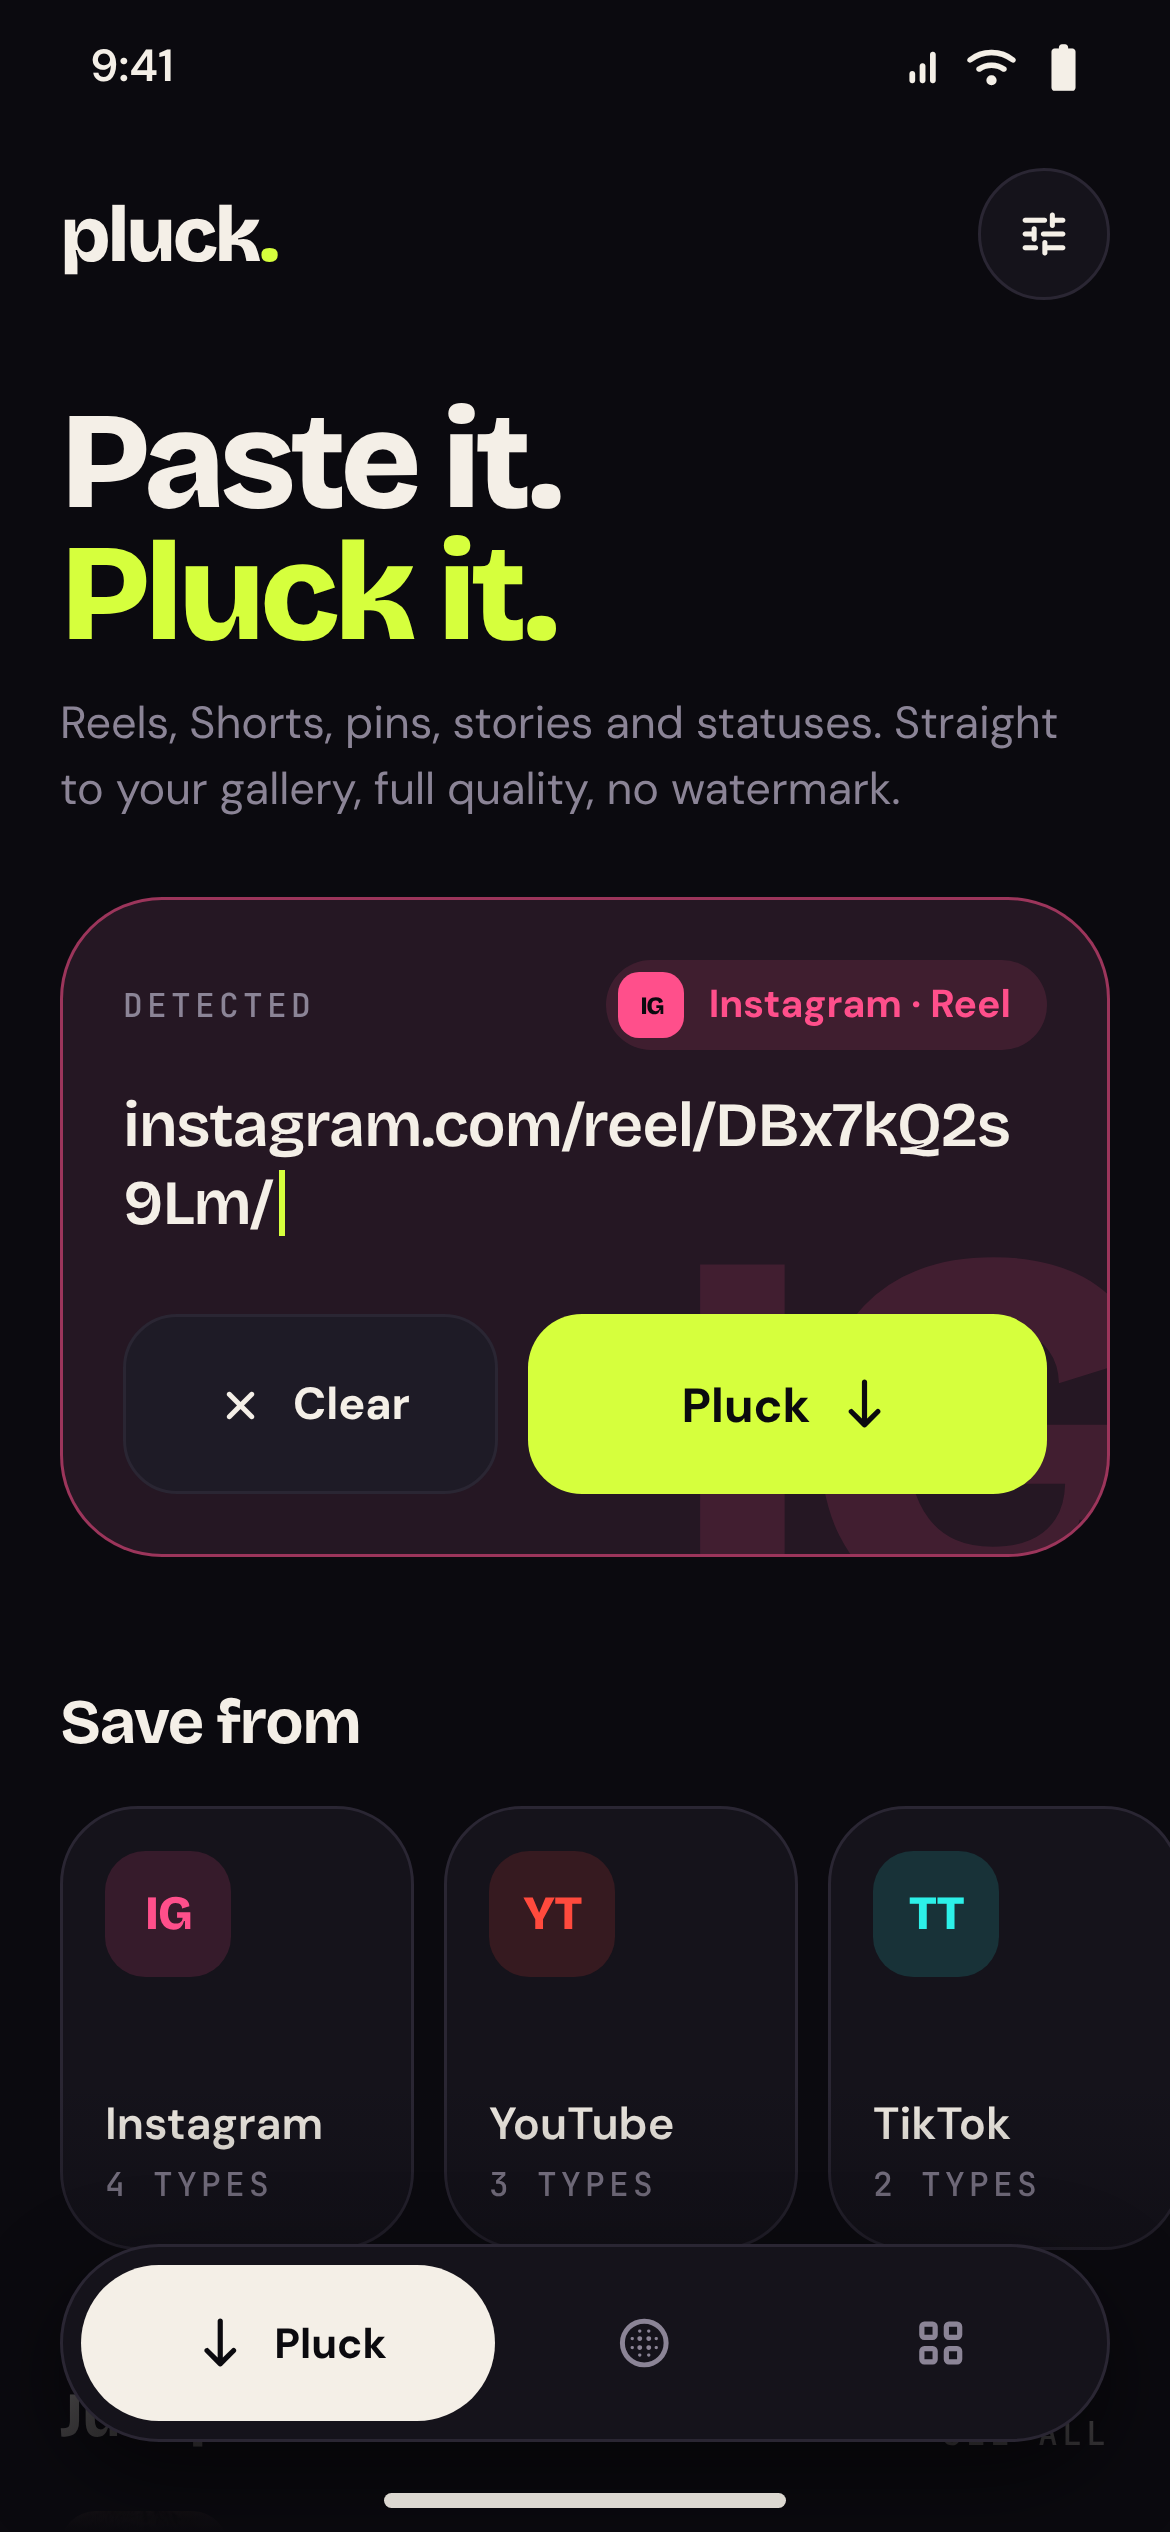 9:41
pluck.
Paste it.
Pluck it.
Reels, Shorts, pins, stories and statuses. Straight
to your gallery, full quality, no watermark.
DETECTED
IG Instagram · Reel
instagram.com/reel/DBx7kQ2s
9Lm/
IG
Clear
Pluck
Save from
IG
YT
TT
Instagram
YouTube
TikTok
4 TYPES
3 TYPES
2 TYPES
Pluck
ALL